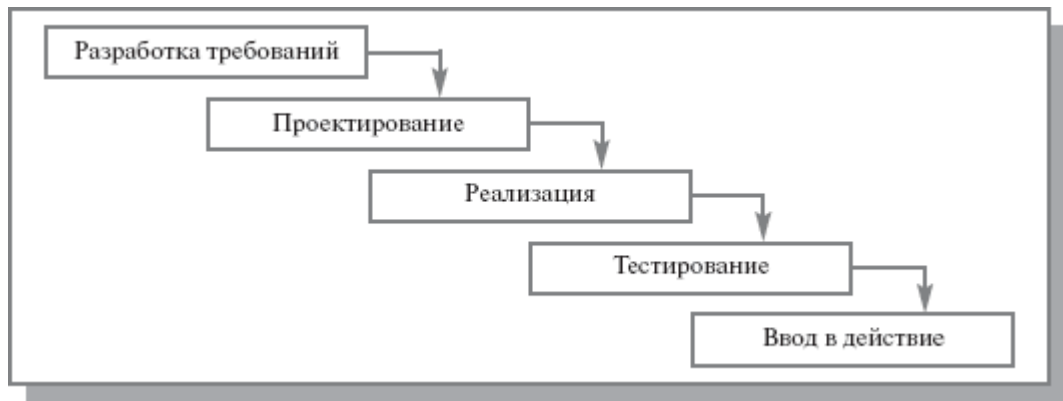 Разработка требований
Проектирование
Реализация
Тестирование
Ввод в действие